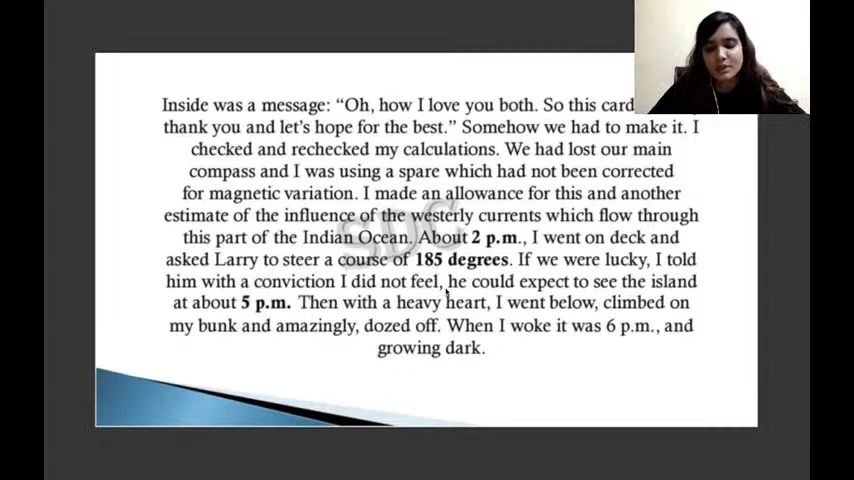 Inside was a message: “Oh, how I love you both. So this card
thank you and let’s hope for the best.” Somehow we had to make it. I
checked and rechecked my calculations. We had lost our main
compass and I was using a spare which had not been corrected
for magnetic variation. I made an allowance for this and another
estimate of the influence of the westerly currents which flow through
this part of the Indian Ocean. About 2 p.m., I went on deck and
asked Larry to steer a course of 185 degrees. If we were lucky, I told
him with a conviction I did not feel, he could expect to see the island
at about 5 p.m. Then with a heavy heart, I went below, climbed on
my bunk and amazingly, dozed off. When I woke it was 6 p.m., and
growing dark.
SDC